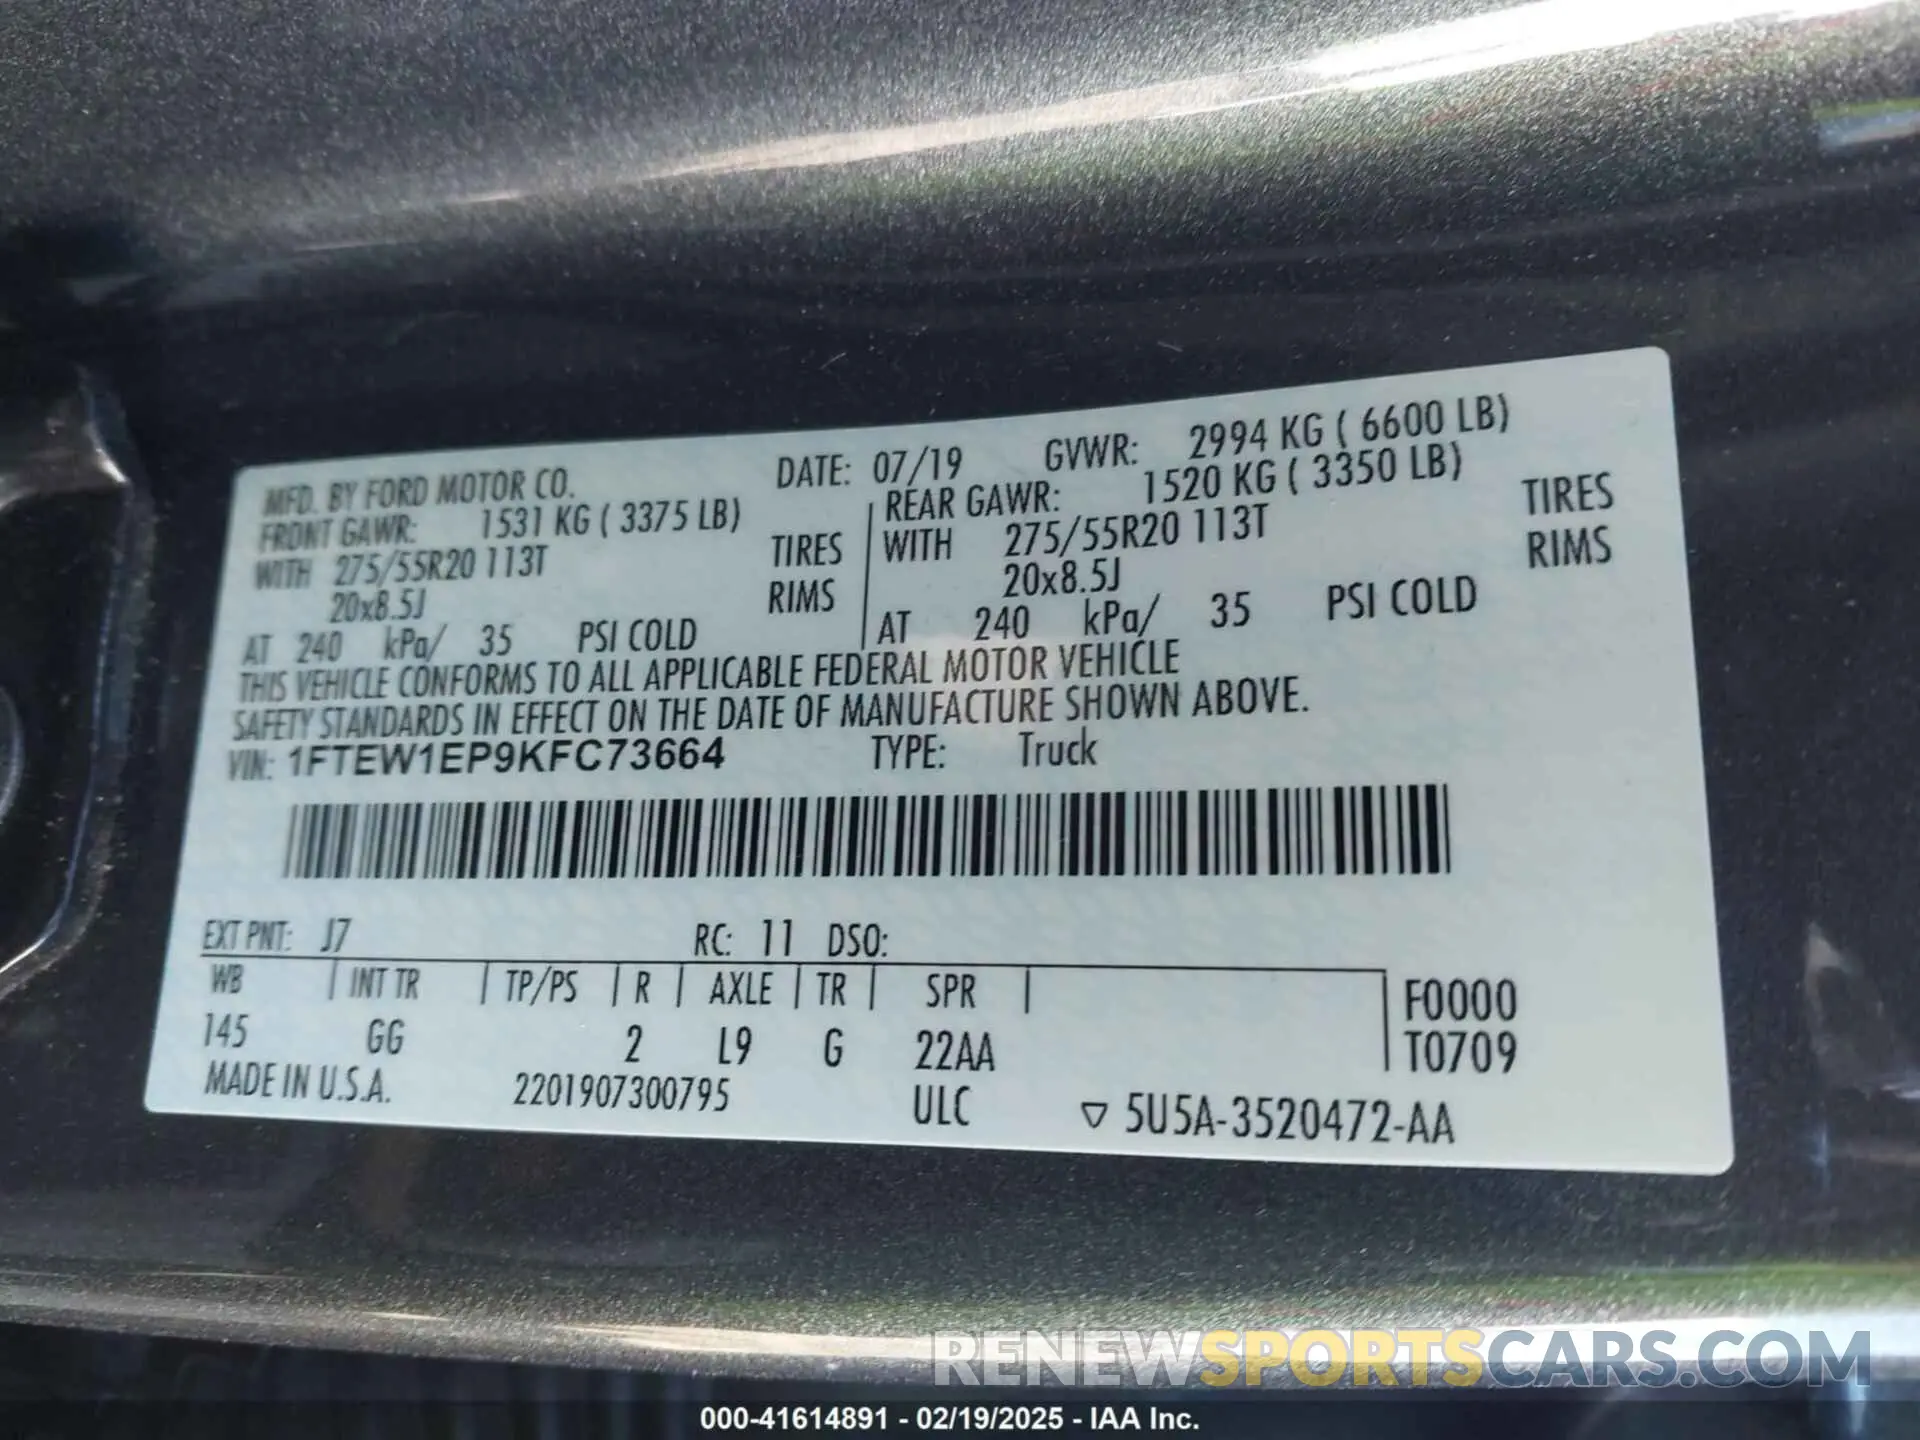 MFD. BY FORD MOTOR CO. DATE: 07/19 GVWR: 2994 KG ( 6600 LB)
FRONT GAWR: 1531 KG ( 3375 LB) REAR GAWR: 1520 KG ( 3350 LB)
WITH 275/55R20 113T TIRES WITH 275/55R20 113T TIRES
20x8.5J RIMS 20x8.5J RIMS
AT 240 kPa/ 35 PSI COLD AT 240 kPa/ 35 PSI COLD
THIS VEHICLE CONFORMS TO ALL APPLICABLE FEDERAL MOTOR VEHICLE
SAFETY STANDARDS IN EFFECT ON THE DATE OF MANUFACTURE SHOWN ABOVE.
VIN: 1FTEW1EP9KFC73664 TYPE: Truck
EXT PNT: J7 RC: 11 DSO:
WB INT TR TP/PS R AXLE TR SPR F0000
145 GG 2 L9 G 22AA T0709
MADE IN U.S.A. 2201907300795 ULC ▽ 5U5A-3520472-AA
RENEWSPORTSCARS.COM
000-41614891 - 02/19/2025 - IAA Inc.